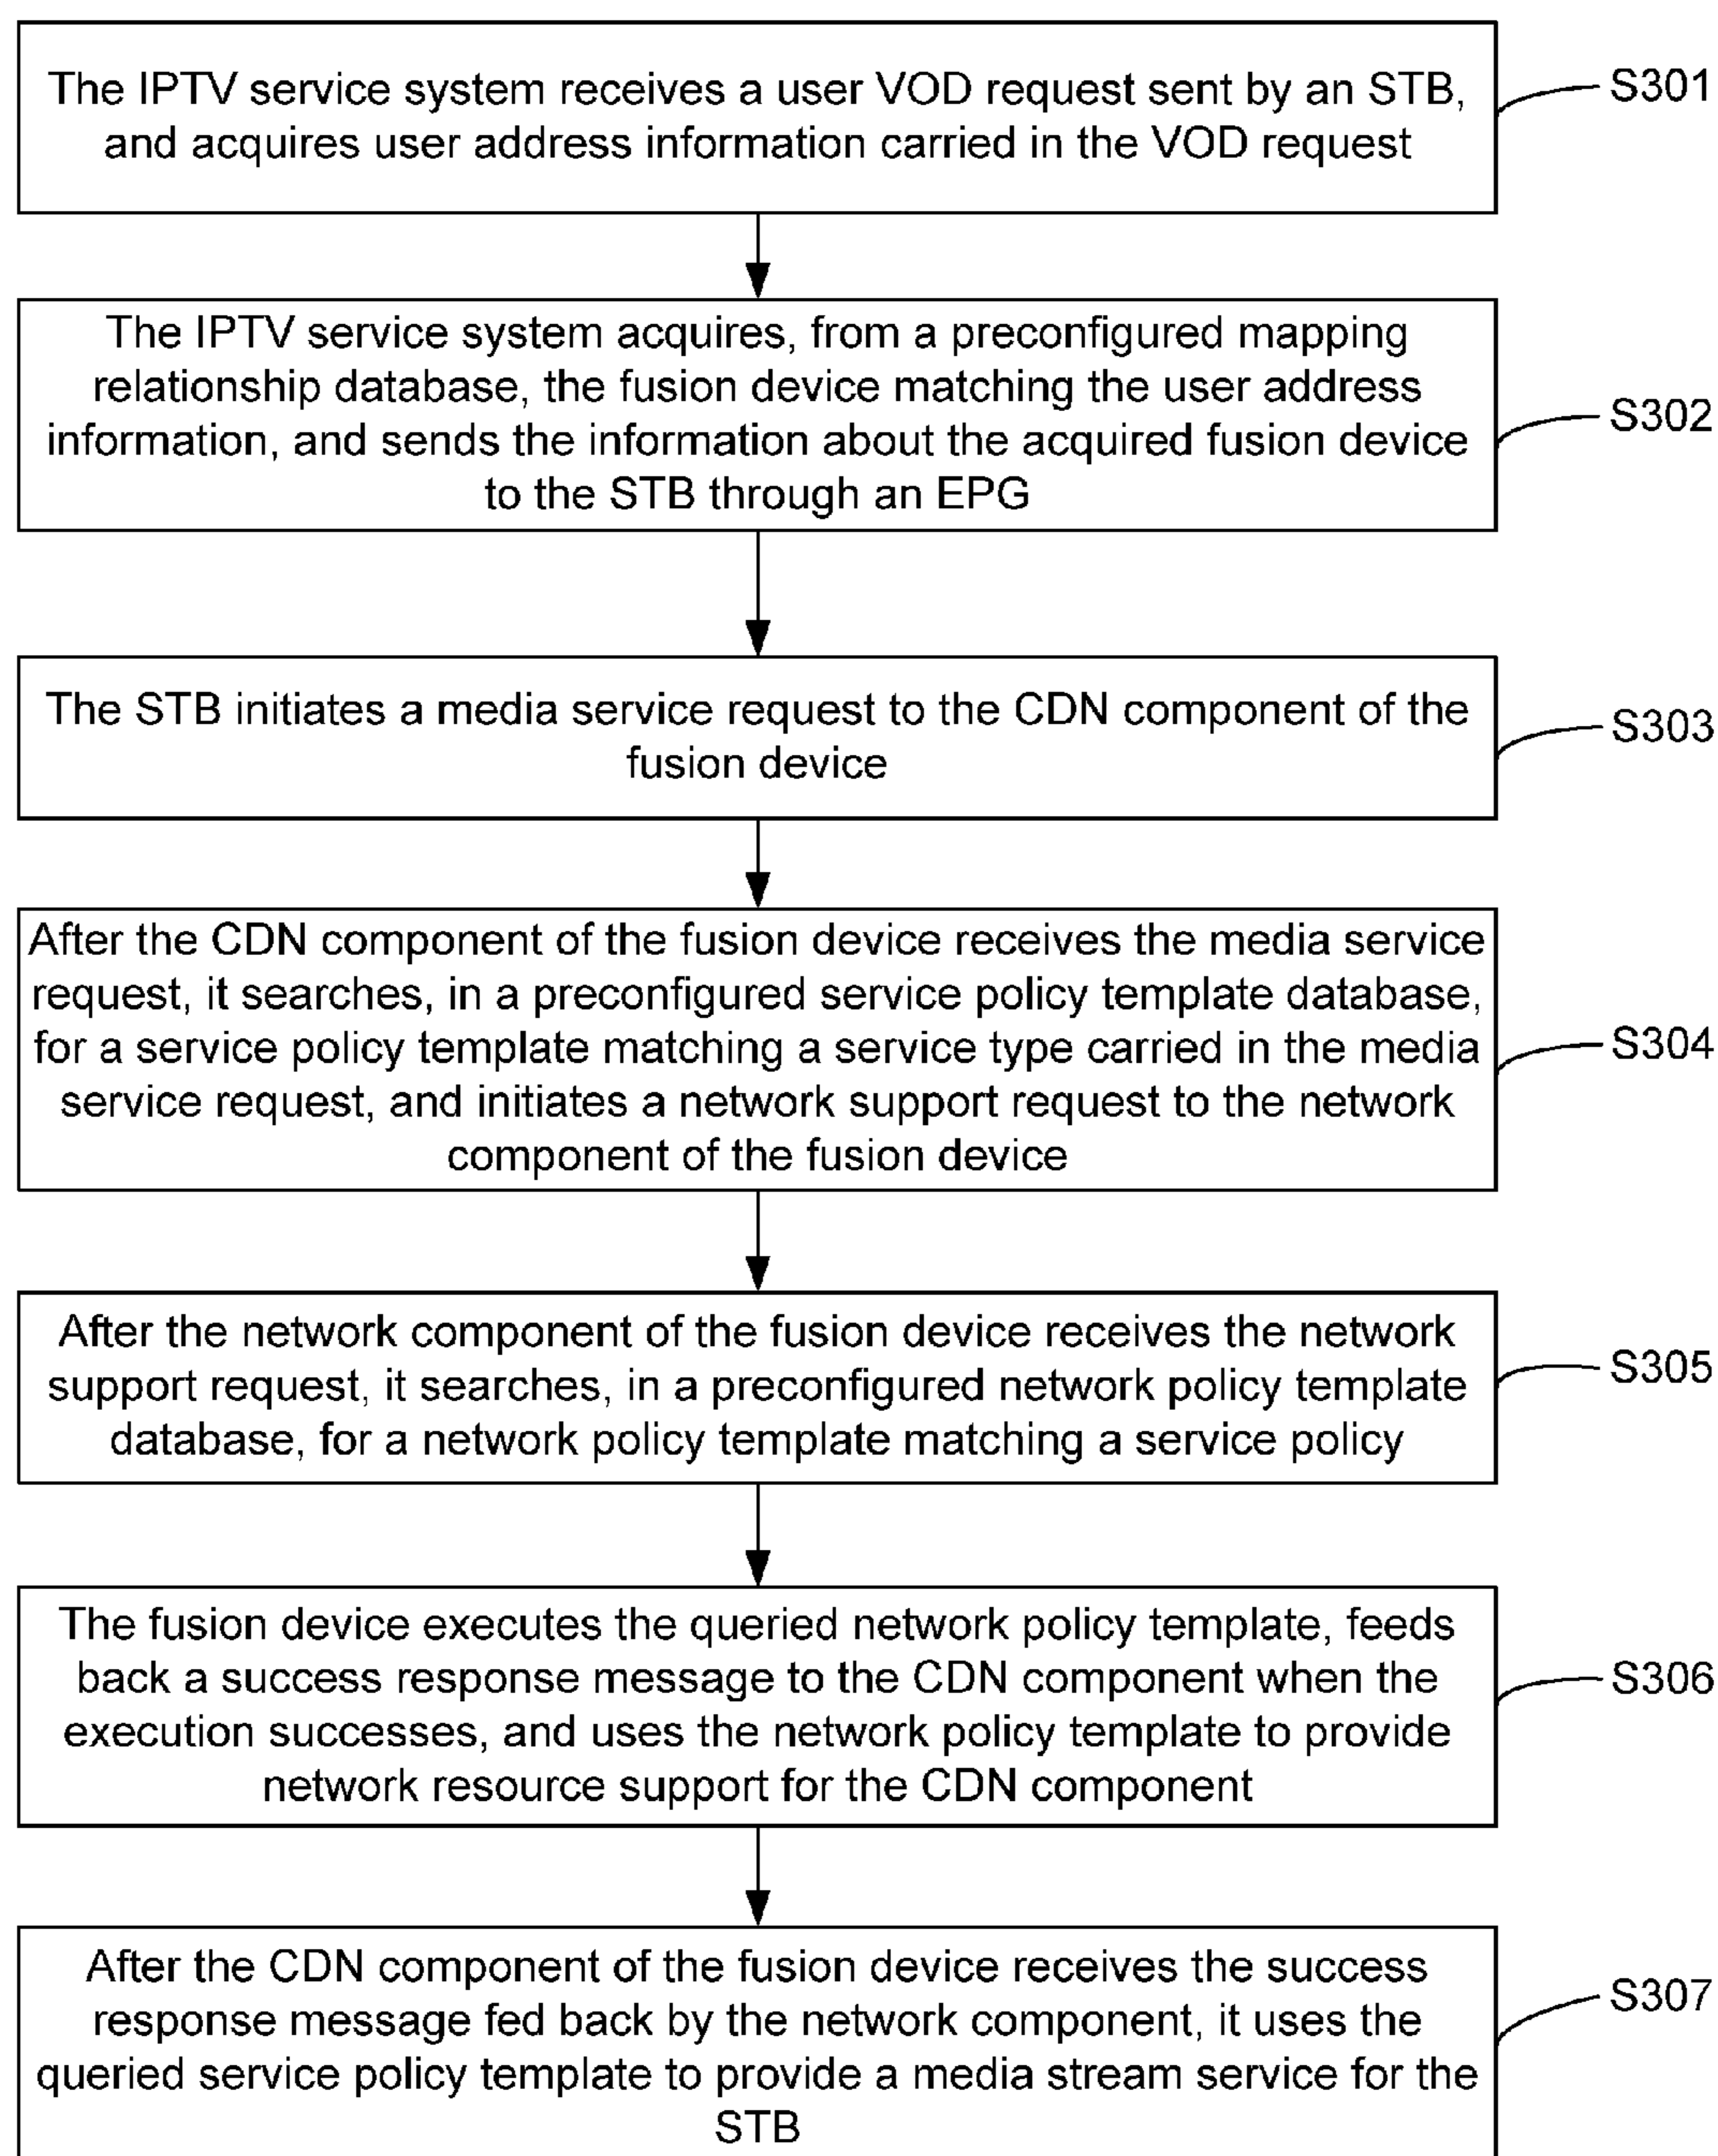 The IPTV service system receives a user VOD request sent by an STB,
and acquires user address information carried in the VOD request
S301
The IPTV service system acquires, from a preconfigured mapping
relationship database, the fusion device matching the user address
information, and sends the information about the acquired fusion device
to the STB through an EPG
S302
The STB initiates a media service request to the CDN component of the
fusion device
S303
After the CDN component of the fusion device receives the media service
request, it searches, in a preconfigured service policy template database,
for a service policy template matching a service type carried in the media
service request, and initiates a network support request to the network
component of the fusion device
S304
After the network component of the fusion device receives the network
support request, it searches, in a preconfigured network policy template
database, for a network policy template matching a service policy
S305
The fusion device executes the queried network policy template, feeds
back a success response message to the CDN component when the
execution successes, and uses the network policy template to provide
network resource support for the CDN component
S306
After the CDN component of the fusion device receives the success
response message fed back by the network component, it uses the
queried service policy template to provide a media stream service for the
STB
S307